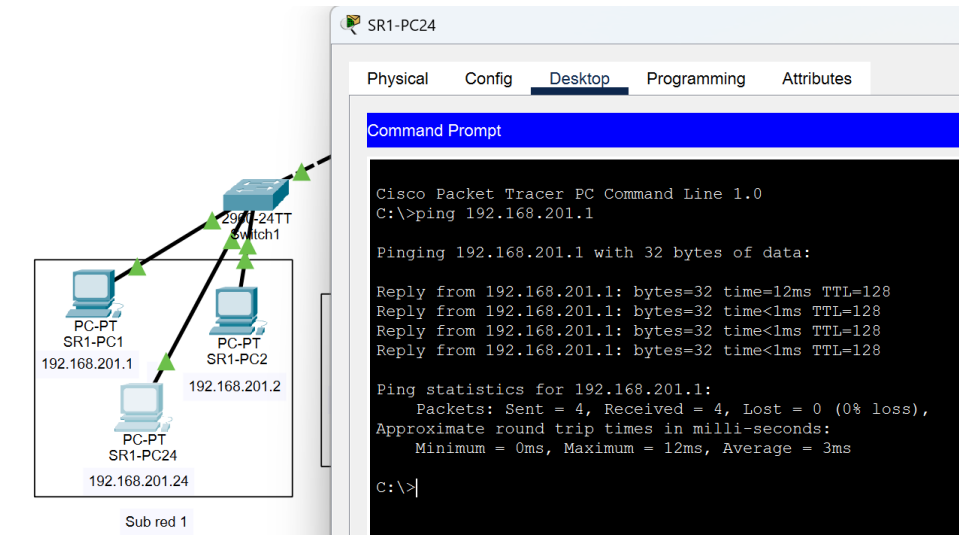 SR1-PC24
Physical Config Desktop Programming Attributes
Command Prompt
Cisco Packet Tracer PC Command Line 1.0
C:\>ping 192.168.201.1
Pinging 192.168.201.1 with 32 bytes of data:
Reply from 192.168.201.1: bytes=32 time=12ms TTL=128
Reply from 192.168.201.1: bytes=32 time<1ms TTL=128
Reply from 192.168.201.1: bytes=32 time<1ms TTL=128
Reply from 192.168.201.1: bytes=32 time<1ms TTL=128
Ping statistics for 192.168.201.1:
Packets: Sent = 4, Received = 4, Lost = 0 (0% loss),
Approximate round trip times in milli-seconds:
Minimum = 0ms, Maximum = 12ms, Average = 3ms
C:\>
2960-24TT
Switch1
PC-PT
SR1-PC1
192.168.201.1
PC-PT
SR1-PC2
192.168.201.2
PC-PT
SR1-PC24
192.168.201.24
Sub red 1